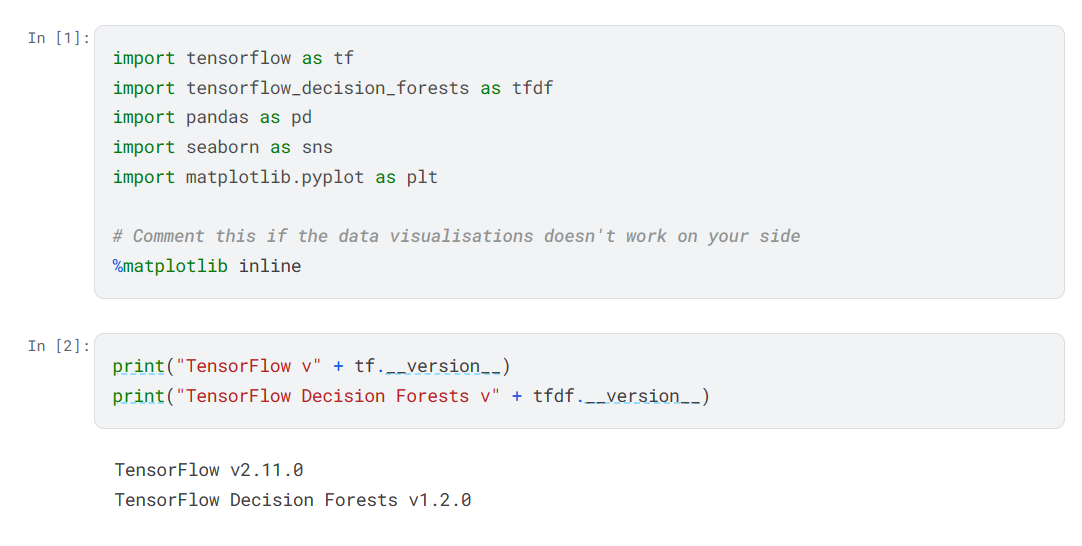 In [1]:
import tensorflow as tf
import tensorflow_decision_forests as tfdf
import pandas as pd
import seaborn as sns
import matplotlib.pyplot as plt
# Comment this if the data visualisations doesn't work on your side
%matplotlib inline
In [2]:
print("TensorFlow v" + tf.__version__)
print("TensorFlow Decision Forests v" + tfdf.__version__)
TensorFlow v2.11.0
TensorFlow Decision Forests v1.2.0